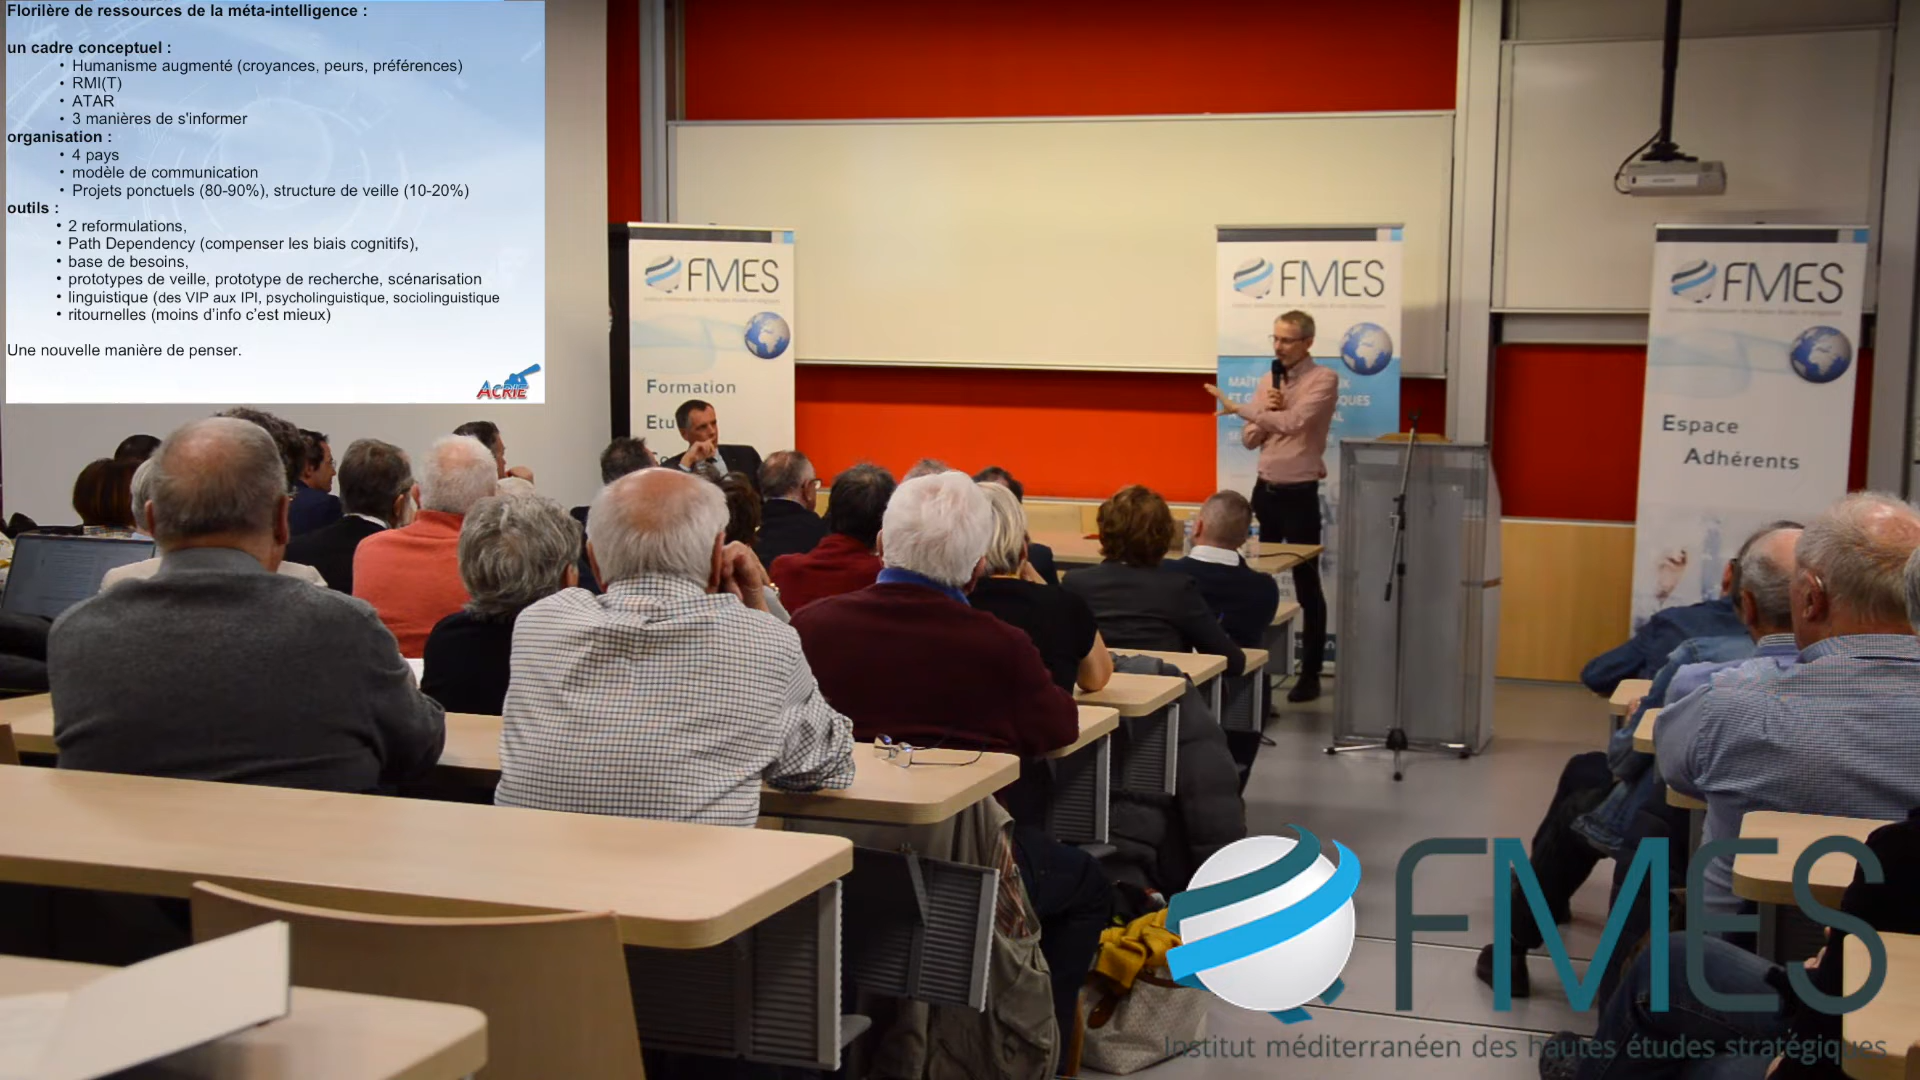 Florilère de ressources de la méta-intelligence :
un cadre conceptuel :
• Humanisme augmenté (croyances, peurs, préférences)
• RMI(T)
• ATAR
• 3 manières de s'informer
organisation :
• 4 pays
• modèle de communication
• Projets ponctuels (80-90%), structure de veille (10-20%)
outils :
• 2 reformulations,
• Path Dependency (compenser les biais cognitifs),
• base de besoins,
• prototypes de veille, prototype de recherche, scénarisation
• linguistique (des VIP aux IPI, psycholinguistique, sociolinguistique
• ritournelles (moins d'info c'est mieux)
Une nouvelle manière de penser.
ACRIE
FMES
Formation
Etu
FMES
MAÎT
ET G
FMES
Espace
Adhérents
FMES
Institut méditerranéen des hautes études stratégiques